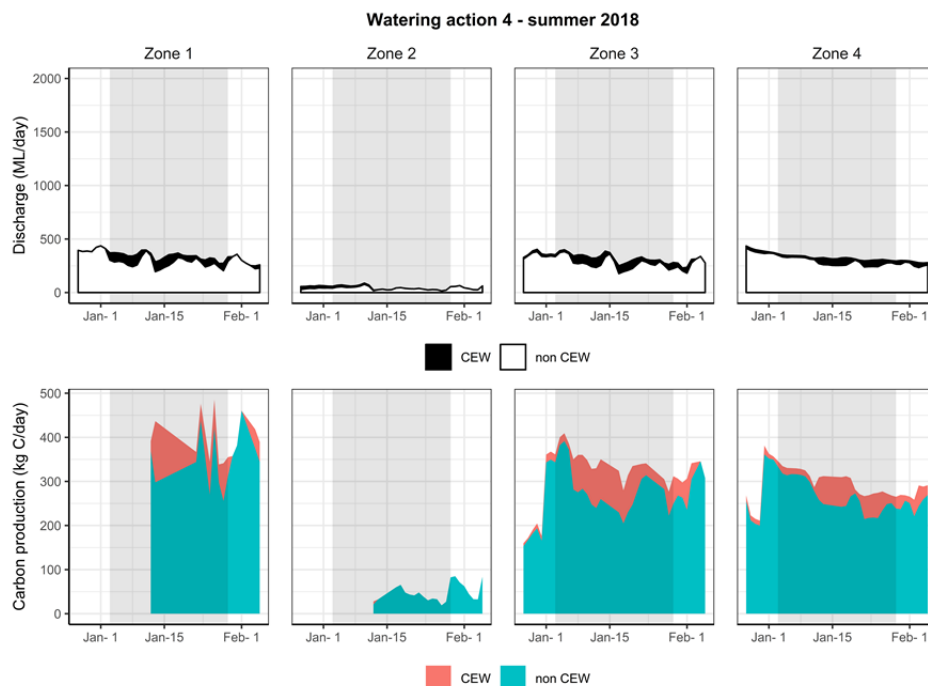 Watering action 4 - summer 2018
Zone 1 Zone 2 Zone 3 Zone 4
Discharge (ML/day)
2000
1500
1000
500
0
Jan- 1 Jan-15 Feb- 1 Jan- 1 Jan-15 Feb- 1 Jan- 1 Jan-15 Feb- 1 Jan- 1 Jan-15 Feb- 1
CEW non CEW
Carbon production (kg C/day)
500
400
300
200
100
0
Jan- 1 Jan-15 Feb- 1 Jan- 1 Jan-15 Feb- 1 Jan- 1 Jan-15 Feb- 1 Jan- 1 Jan-15 Feb- 1
CEW non CEW